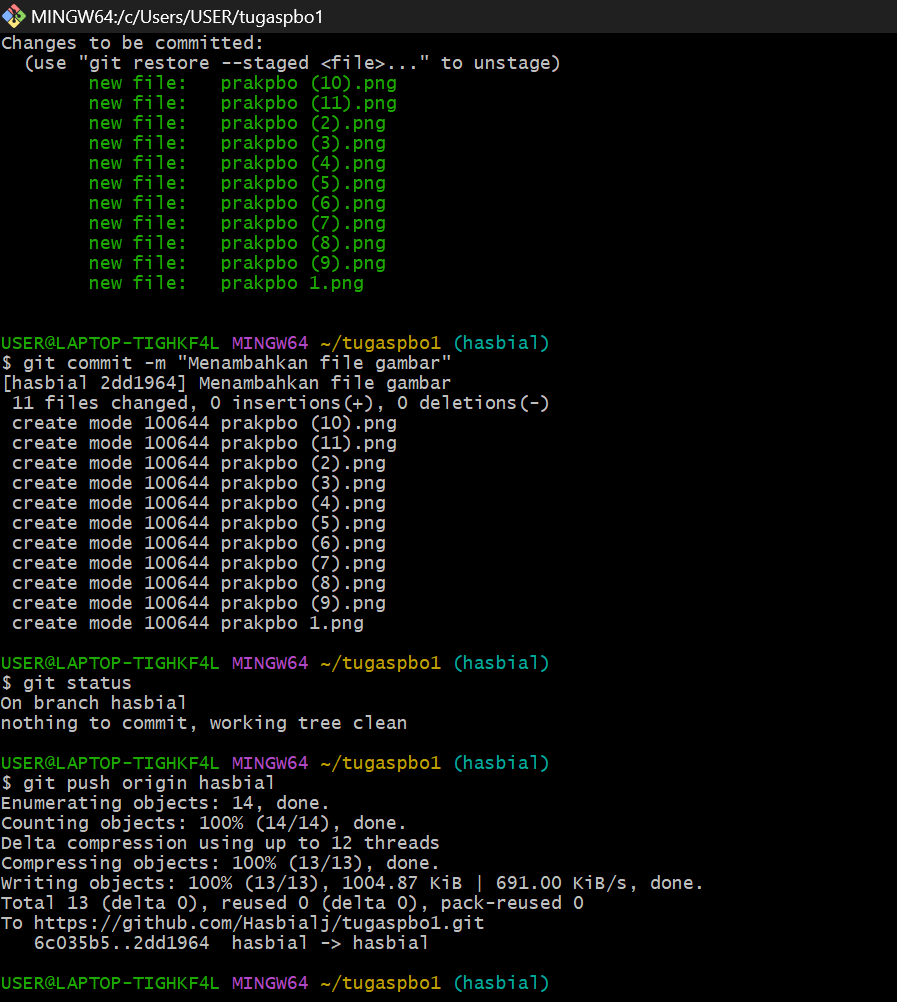 MINGW64:/c/Users/USER/tugaspbo1
Changes to be committed:
  (use "git restore --staged <file>..." to unstage)
        new file:   prakpbo (10).png
        new file:   prakpbo (11).png
        new file:   prakpbo (2).png
        new file:   prakpbo (3).png
        new file:   prakpbo (4).png
        new file:   prakpbo (5).png
        new file:   prakpbo (6).png
        new file:   prakpbo (7).png
        new file:   prakpbo (8).png
        new file:   prakpbo (9).png
        new file:   prakpbo 1.png
USER@LAPTOP-TIGHKF4L MINGW64 ~/tugaspbo1 (hasbial)
$ git commit -m "Menambahkan file gambar"
[hasbial 2dd1964] Menambahkan file gambar
 11 files changed, 0 insertions(+), 0 deletions(-)
 create mode 100644 prakpbo (10).png
 create mode 100644 prakpbo (11).png
 create mode 100644 prakpbo (2).png
 create mode 100644 prakpbo (3).png
 create mode 100644 prakpbo (4).png
 create mode 100644 prakpbo (5).png
 create mode 100644 prakpbo (6).png
 create mode 100644 prakpbo (7).png
 create mode 100644 prakpbo (8).png
 create mode 100644 prakpbo (9).png
 create mode 100644 prakpbo 1.png
USER@LAPTOP-TIGHKF4L MINGW64 ~/tugaspbo1 (hasbial)
$ git status
On branch hasbial
nothing to commit, working tree clean
USER@LAPTOP-TIGHKF4L MINGW64 ~/tugaspbo1 (hasbial)
$ git push origin hasbial
Enumerating objects: 14, done.
Counting objects: 100% (14/14), done.
Delta compression using up to 12 threads
Compressing objects: 100% (13/13), done.
Writing objects: 100% (13/13), 1004.87 KiB | 691.00 KiB/s, done.
Total 13 (delta 0), reused 0 (delta 0), pack-reused 0
To https://github.com/Hasbialj/tugaspbo1.git
   6c035b5..2dd1964  hasbial -> hasbial
USER@LAPTOP-TIGHKF4L MINGW64 ~/tugaspbo1 (hasbial)